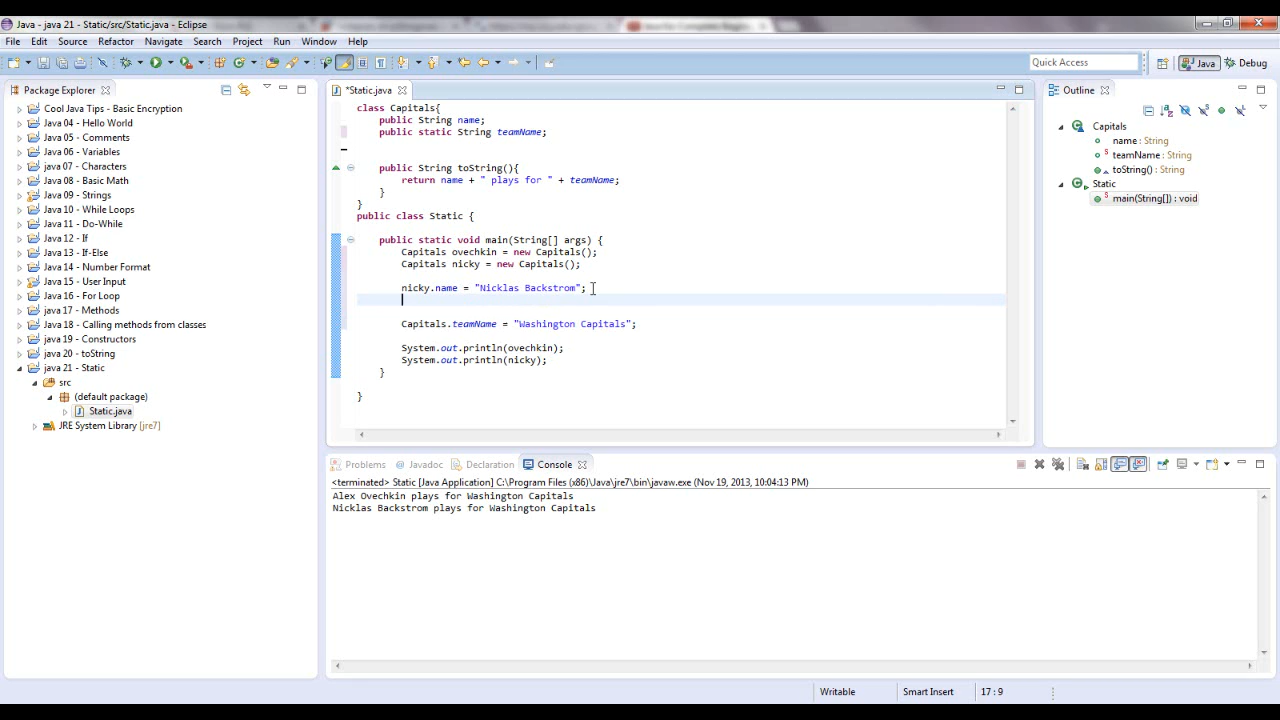 Java - java 21 - Static/src/Static.java - Eclipse
File Edit Source Refactor Navigate Search Project Run Window Help
Quick Access
Java
Debug
Package Explorer
Cool Java Tips - Basic Encryption
Java 04 - Hello World
Java 05 - Comments
Java 06 - Variables
java 07 - Characters
Java 08 - Basic Math
Java 09 - Strings
Java 10 - While Loops
Java 11 - Do-While
Java 12 - If
Java 13 - If-Else
Java 14 - Number Format
Java 15 - User Input
Java 16 - For Loop
java 17 - Methods
Java 18 - Calling methods from classes
java 19 - Constructors
java 20 - toString
java 21 - Static
src
(default package)
Static.java
JRE System Library [jre7]
*Static.java
class Capitals{
public String name;
public static String teamName;
public String toString(){
return name + " plays for " + teamName;
}
}
public class Static {
public static void main(String[] args) {
Capitals ovechkin = new Capitals();
Capitals nicky = new Capitals();
nicky.name = "Nicklas Backstrom";
Capitals.teamName = "Washington Capitals";
System.out.println(ovechkin);
System.out.println(nicky);
}
}
Outline
Capitals
name : String
teamName : String
toString() : String
Static
main(String[]) : void
Problems @ Javadoc Declaration Console
<terminated> Static [Java Application] C:\Program Files (x86)\Java\jre7\bin\javaw.exe (Nov 19, 2013, 10:04:13 PM)
Alex Ovechkin plays for Washington Capitals
Nicklas Backstrom plays for Washington Capitals
Writable
Smart Insert
17 : 9